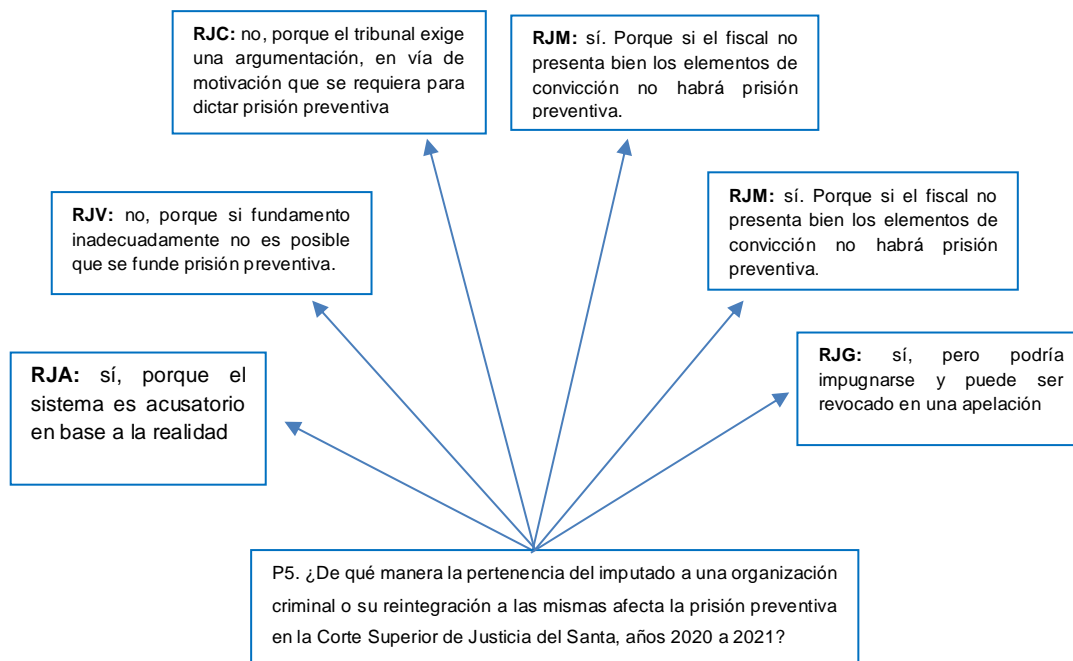 RJC: no, porque el tribunal exige
una argumentación, en vía de
motivación que se requiera para
dictar prisión preventiva
RJM: sí. Porque si el fiscal no
presenta bien los elementos de
convicción no habrá prisión
preventiva.
RJV: no, porque si fundamento
inadecuadamente no es posible
que se funde prisión preventiva.
RJM: sí. Porque si el fiscal no
presenta bien los elementos de
convicción no habrá prisión
preventiva.
RJA: sí, porque el
sistema es acusatorio
en base a la realidad
RJG: sí, pero podría
impugnarse y puede ser
revocado en una apelación
P5. ¿De qué manera la pertenencia del imputado a una organización
criminal o su reintegración a las mismas afecta la prisión preventiva
en la Corte Superior de Justicia del Santa, años 2020 a 2021?